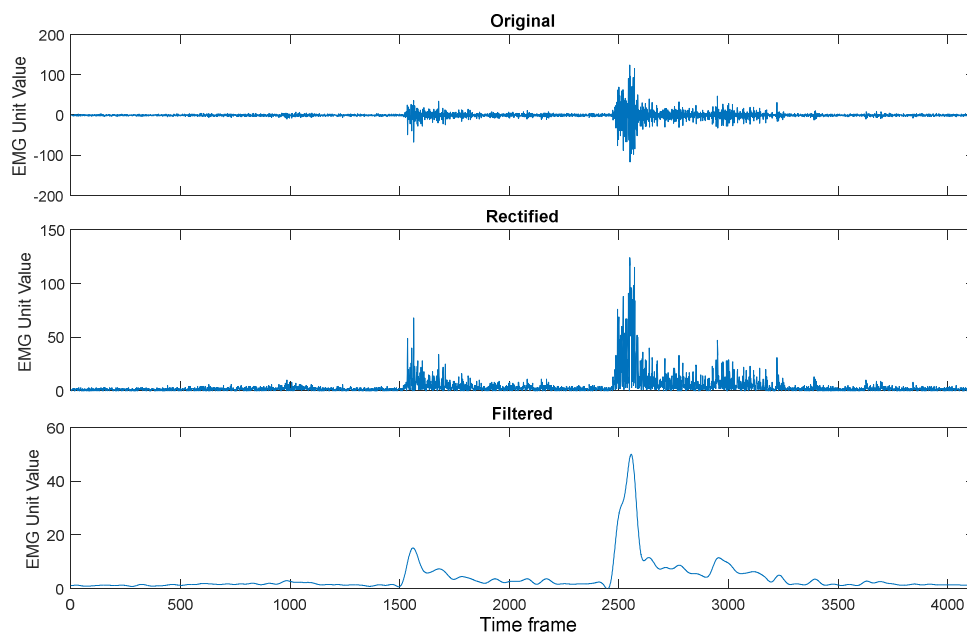 Original
200
100
0
-100
-200
EMG Unit Value
Rectified
150
100
50
0
EMG Unit Value
Filtered
60
40
20
0
EMG Unit Value
0 500 1000 1500 2000 2500 3000 3500 4000
Time frame